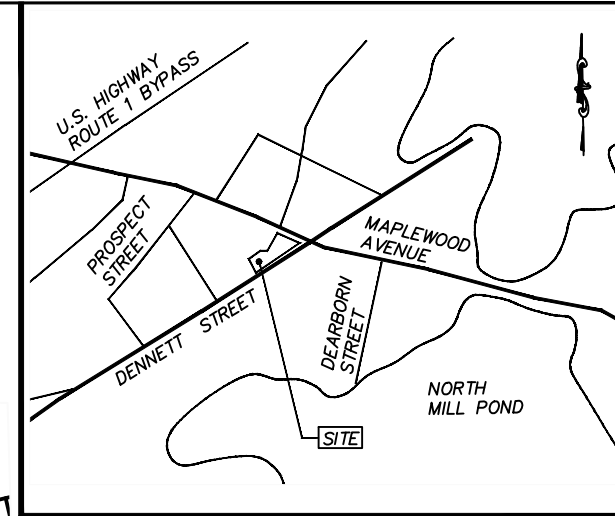 U.S. HIGHWAY
ROUTE 1 BYPASS
PROSPECT
STREET
MAPLEWOOD
AVENUE
DENNETT STREET
DEARBORN
STREET
NORTH
MILL POND
SITE